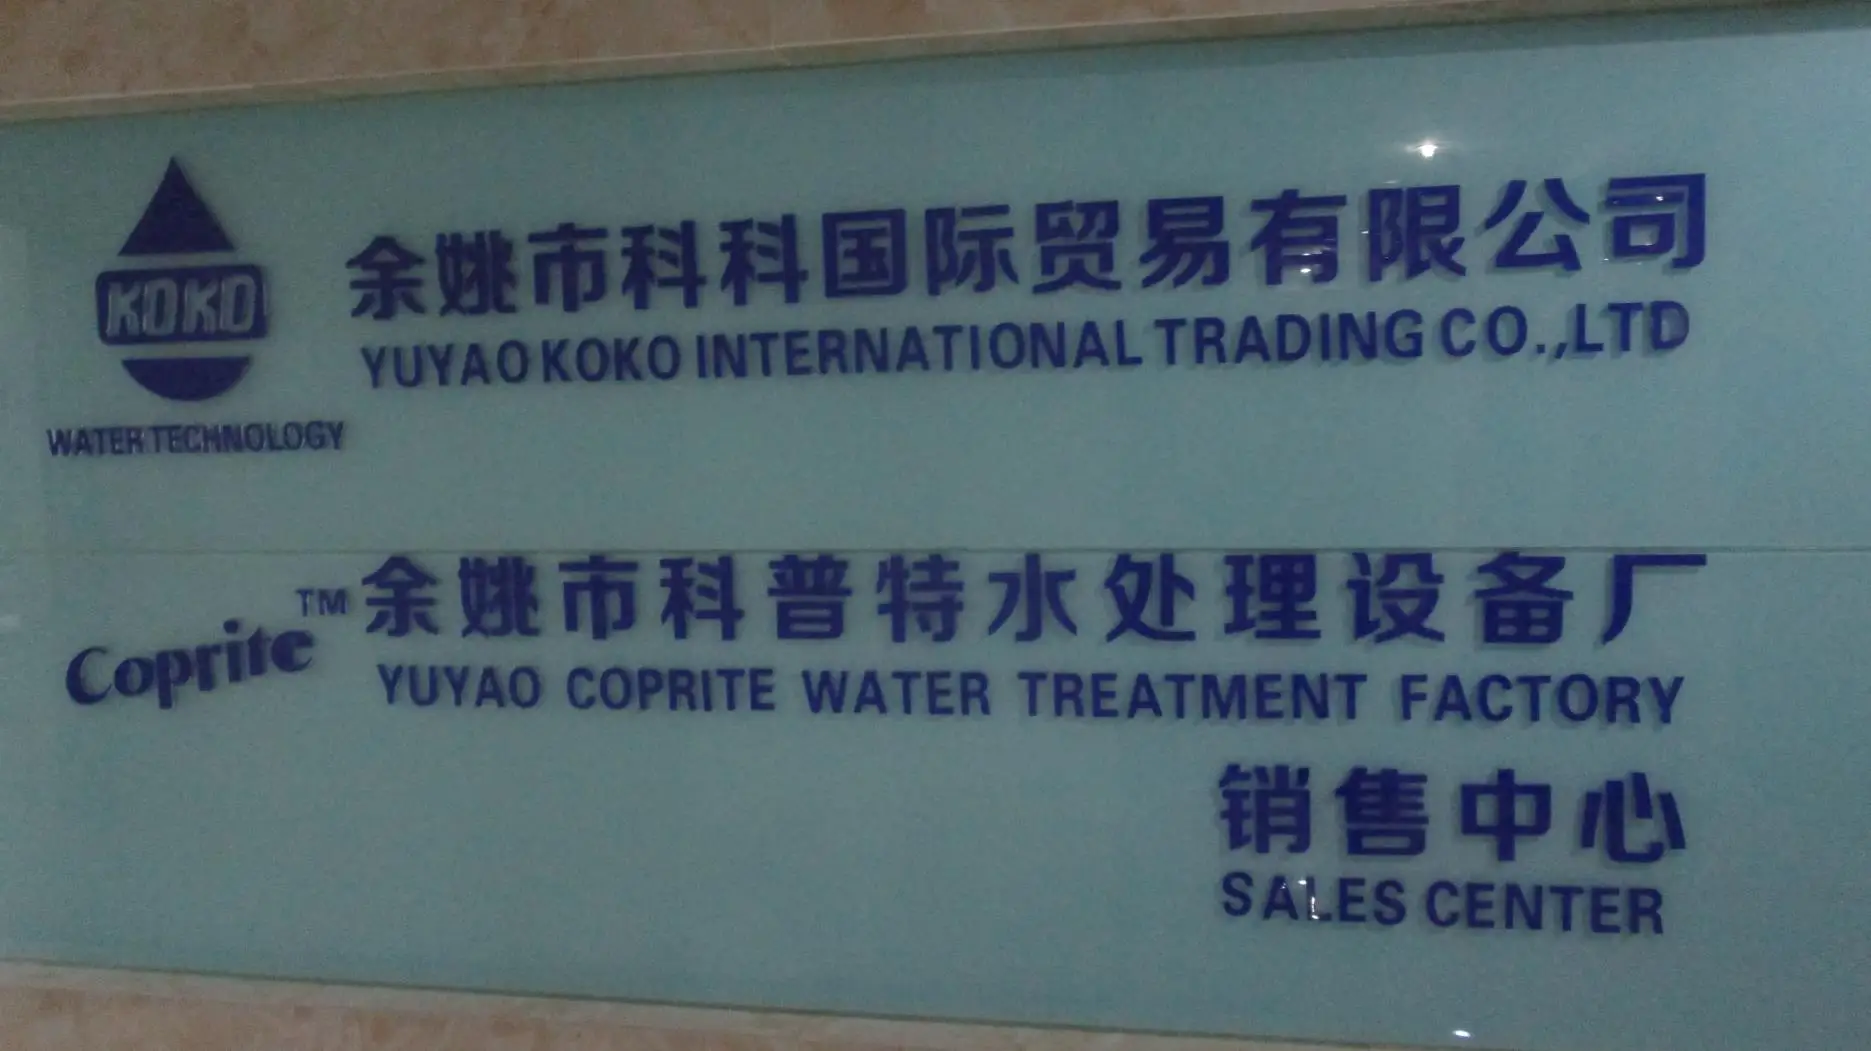 KOKO
WATER TECHNOLOGY
余姚市科科国际贸易有限公司
YUYAO KOKO INTERNATIONAL TRADING CO.,LTD
Coprite™
余姚市科普特水处理设备厂
YUYAO COPRITE WATER TREATMENT FACTORY
销售中心
SALES CENTER